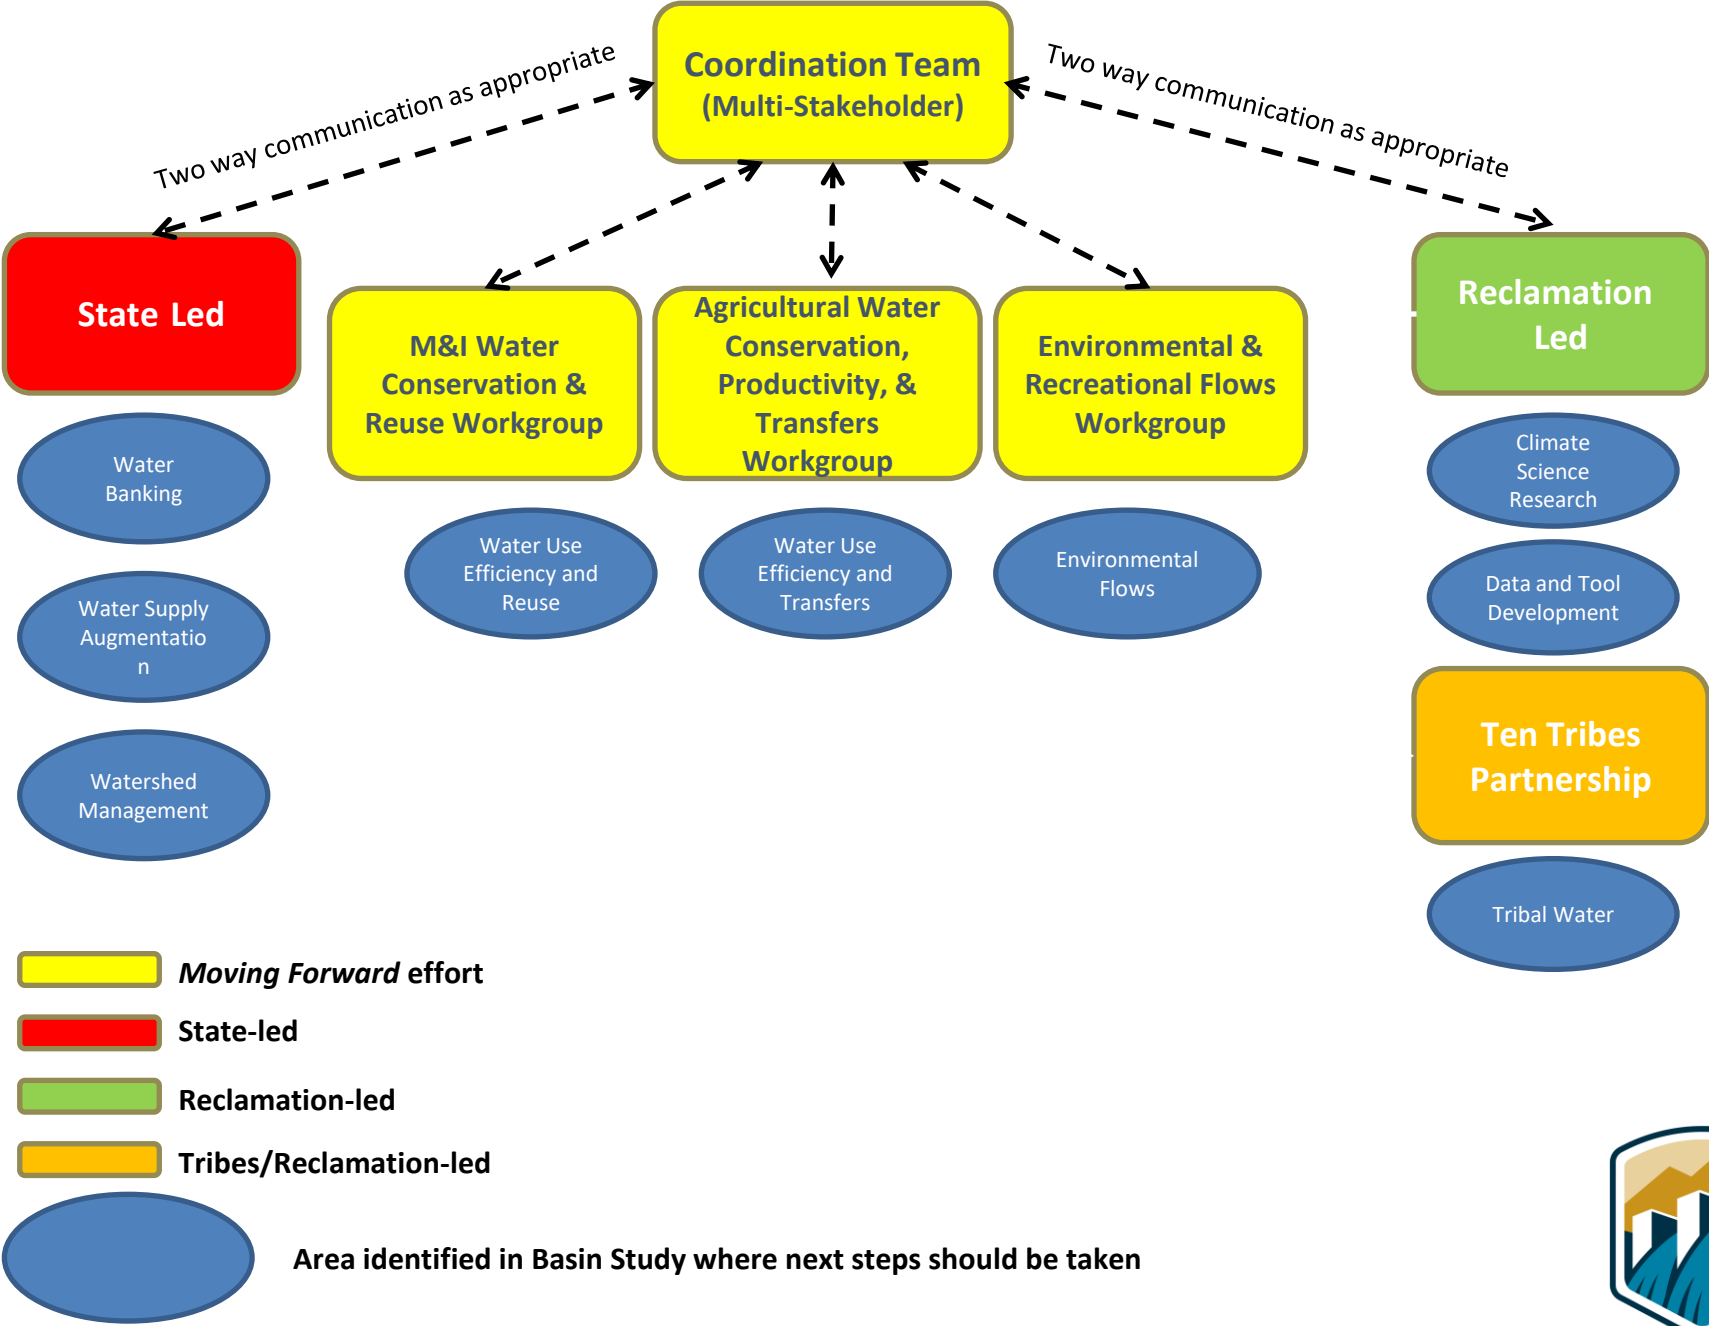 Coordination Team
(Multi-Stakeholder)
Two way communication as appropriate
Two way communication as appropriate
State Led
M&I Water
Conservation &
Reuse Workgroup
Agricultural Water
Conservation,
Productivity, &
Transfers
Workgroup
Environmental &
Recreational Flows
Workgroup
Reclamation
Led
Water
Banking
Water Supply
Augmentatio
n
Watershed
Management
Water Use
Efficiency and
Reuse
Water Use
Efficiency and
Transfers
Environmental
Flows
Climate
Science
Research
Data and Tool
Development
Ten Tribes
Partnership
Tribal Water
Moving Forward effort
State-led
Reclamation-led
Tribes/Reclamation-led
Area identified in Basin Study where next steps should be taken